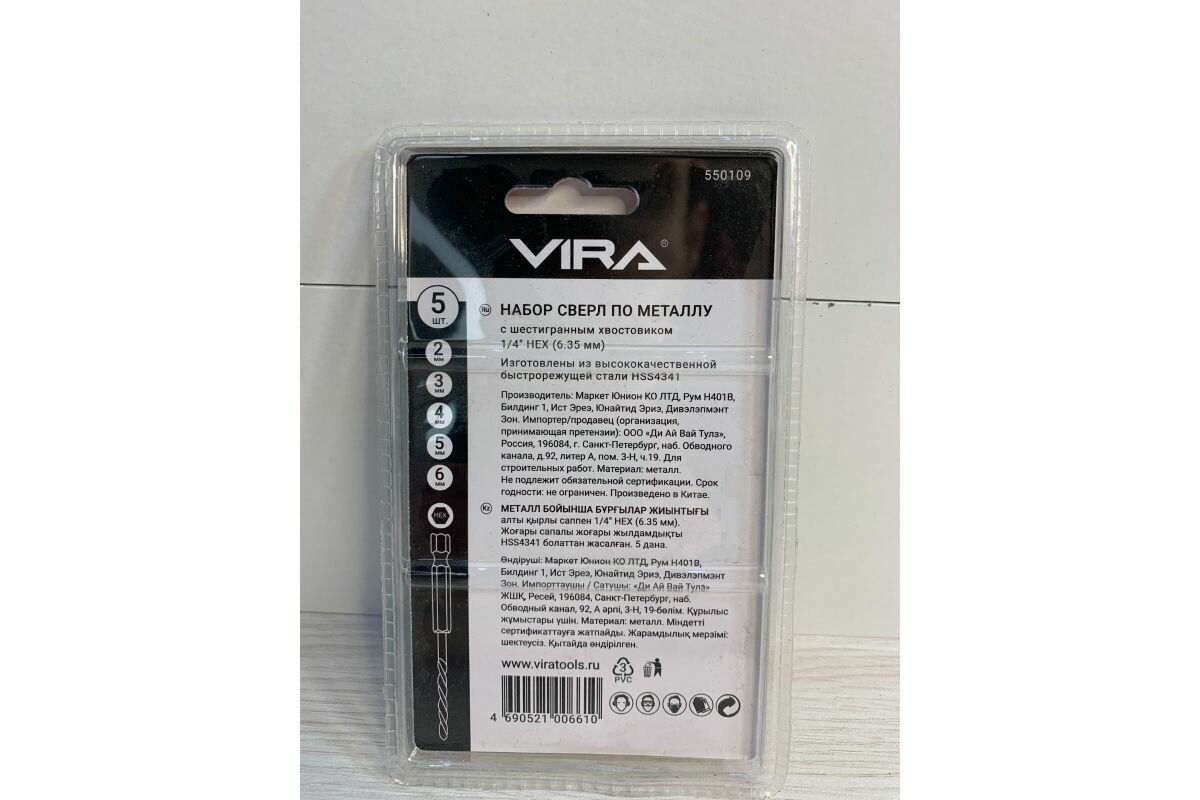 550109
VIRA®
5
шт.
2
мм
3
мм
4
мм
5
мм
6
мм
HEX
Ru
НАБОР СВЕРЛ ПО МЕТАЛЛУ
с шестигранным хвостовиком
1/4" HEX (6.35 мм)
Изготовлены из высококачественной
быстрорежущей стали HSS4341
Производитель: Маркет Юнион КО ЛТД, Рум Н401В,
Билдинг 1, Ист Эреэ, Юнайтид Эриэ, Дивэлэпмэнт
Зон. Импортер/продавец (организация,
принимающая претензии): ООО «Ди Ай Вай Тулз»,
Россия, 196084, г. Санкт-Петербург, наб. Обводного
канала, д.92, литер А, пом. 3-Н, ч.19. Для
строительных работ. Материал: металл.
Не подлежит обязательной сертификации. Срок
годности: не ограничен. Произведено в Китае.
Kz
МЕТАЛЛ БОЙЫНША БҰРҒЫЛАР ЖИЫНТЫҒЫ
алты қырлы саппен 1/4" HEX (6.35 мм).
Жоғары сапалы жоғары жылдамдықты
HSS4341 болаттан жасалған. 5 дана.
Өндіруші: Маркет Юнион КО ЛТД, Рум Н401В,
Билдинг 1, Ист Эреэ, Юнайтид Эриэ, Дивэлэпмэнт
Зон. Импорттаушы / Сатушы: «Ди Ай Вай Тулз»
ЖШҚ, Ресей, 196084, Санкт-Петербург, наб.
Обводный канал, 92, А әрпі, 3-Н, 19-бөлім. Құрылыс
жұмыстары үшін. Материал: металл. Міндетті
сертификаттауға жатпайды. Жарамдылық мерзімі:
шектеусіз. Қытайда өндірілген.
www.viratools.ru
3
PVC
4 690521 006610